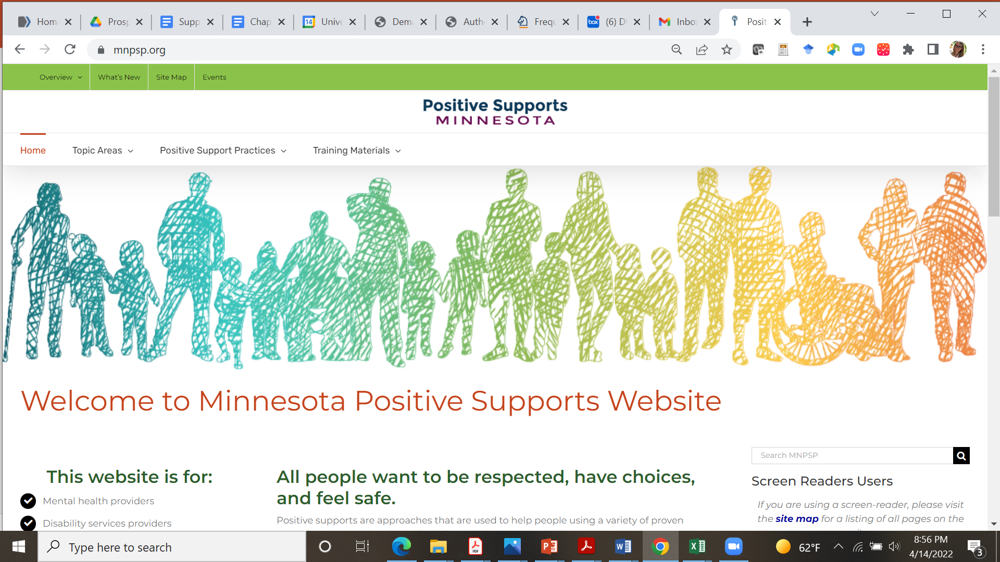 Hom
Prosp
Supp
Chap
14
Unive
Dema
Auth
Frequ
box
(6) D
Inbo
Posit
mnpsp.org
Overview
What's New
Site Map
Events
Positive Supports
MINNESOTA
Home
Topic Areas
Positive Support Practices
Training Materials
Welcome to Minnesota Positive Supports Website
Search MNPSP
This website is for:
Mental health providers
Disability services providers
All people want to be respected, have choices,
and feel safe.
Positive supports are approaches that are used to help people using a variety of proven
Screen Readers Users
If you are using a screen-reader, please visit
the site map for a listing of all pages on the
Type here to search
PDF
62°F
8:56 PM
4/14/2022
3